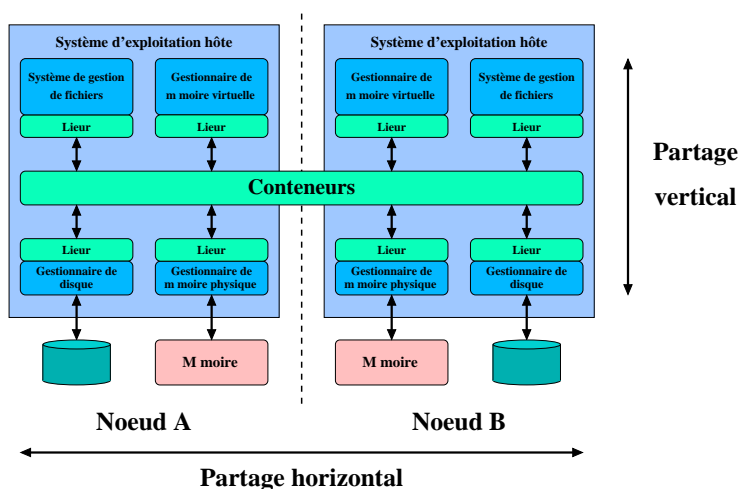 Système d'exploitation hôte
Système d'exploitation hôte
Système de gestion
de fichiers
Gestionnaire de
m moire virtuelle
Gestionnaire de
m moire virtuelle
Système de gestion
de fichiers
Lieur
Lieur
Lieur
Lieur
Partage
vertical
Conteneurs
Lieur
Lieur
Lieur
Lieur
Gestionnaire de
disque
Gestionnaire de
m moire physique
Gestionnaire de
m moire physique
Gestionnaire de
disque
M moire
M moire
Noeud A
Noeud B
Partage horizontal